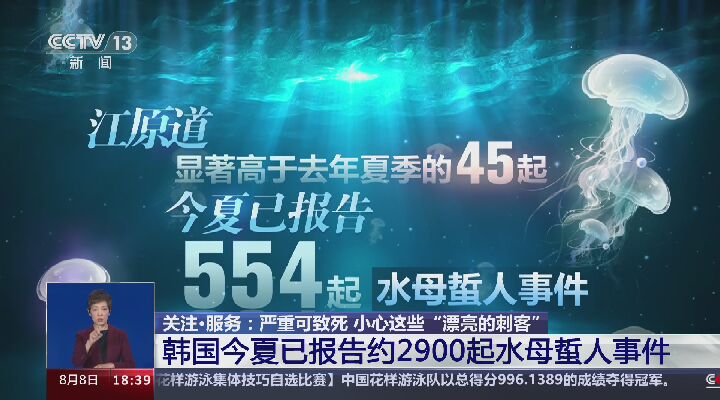 CCTV 13
新闻
江原道
显著高于去年夏季的45起
今夏已报告
554起 水母蜇人事件
关注·服务：严重可致死 小心这些“漂亮的刺客”
韩国今夏已报告约2900起水母蜇人事件
8月8日 18:39 花样游泳集体技巧自选比赛】中国花样游泳队以总得分996.1389的成绩夺得冠军。